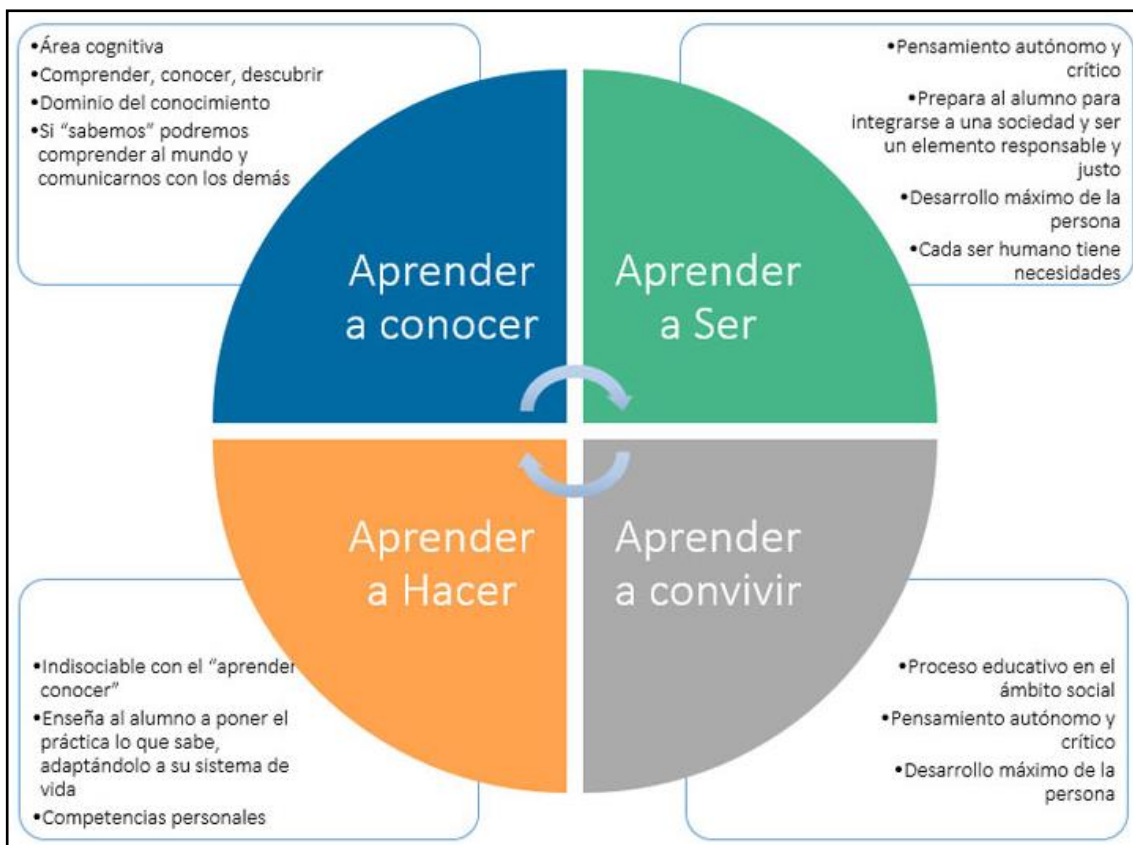 •Área cognitiva
•Comprender, conocer, descubrir
•Dominio del conocimiento
•Si “sabemos” podremos
comprender al mundo y
comunicarnos con los demás
•Pensamiento autónomo y
crítico
•Prepara al alumno para
integrarse a una sociedad y ser
un elemento responsable y
justo
•Desarrollo máximo de la
persona
•Cada ser humano tiene
necesidades
Aprender
a conocer
Aprender
a Ser
Aprender
a Hacer
Aprender
a convivir
•Indisociable con el “aprender
conocer”
•Enseña al alumno a poner el
práctica lo que sabe,
adaptándolo a su sistema de
vida
•Competencias personales
•Proceso educativo en el
ámbito social
•Pensamiento autónomo y
crítico
•Desarrollo máximo de la
persona